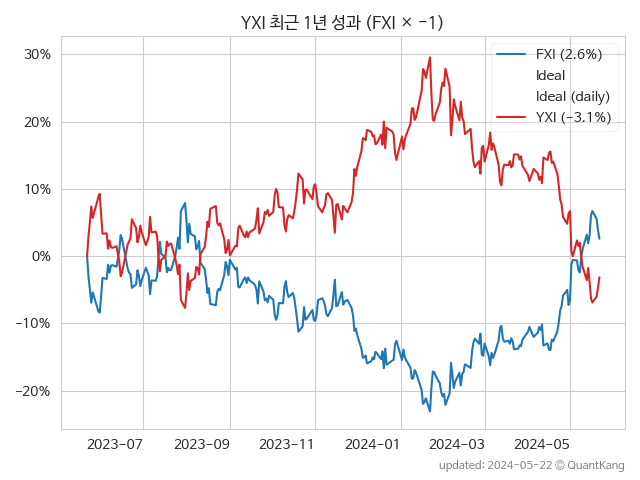 YXI 최근 1년 성과 (FXI × -1)
30%
20%
10%
0%
-10%
-20%
FXI (2.6%)
Ideal
Ideal (daily)
YXI (-3.1%)
2023-07
2023-09
2023-11
2024-01
2024-03
2024-05
updated: 2024-05-22 © QuantKang